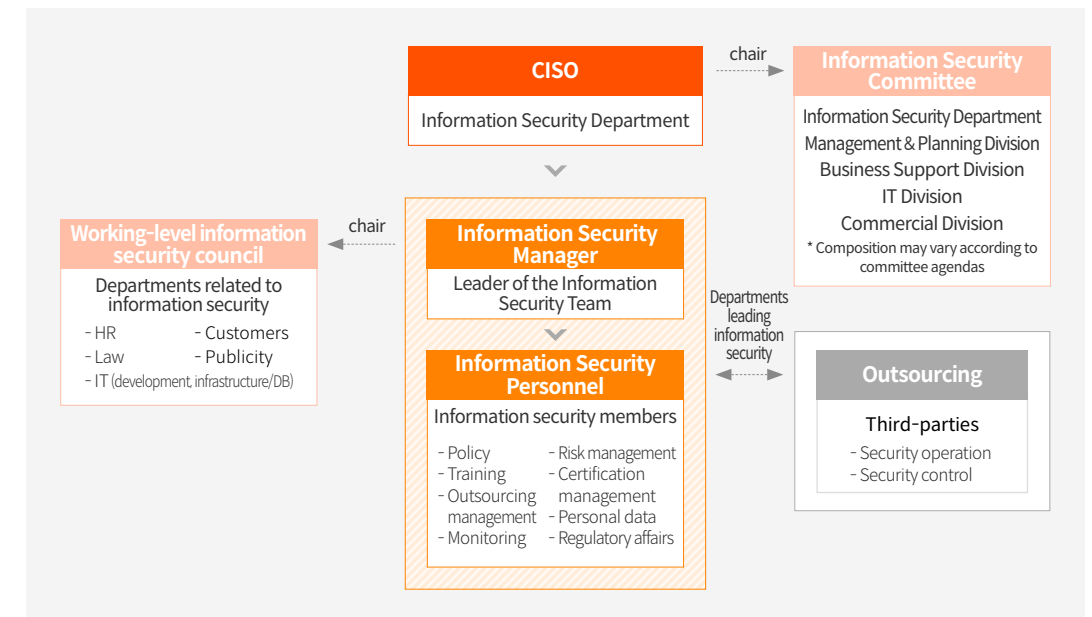 CISO
Information Security Department
chair
Information Security
Committee
Information Security Department
Management & Planning Division
Business Support Division
IT Division
Commercial Division
* Composition may vary according to
committee agendas
chair
Working-level information
security council
Departments related to
information security
- HR
- Customers
- Law
- Publicity
- IT (development, infrastructure/DB)
Information Security
Manager
Leader of the Information
Security Team
Information Security
Personnel
Information security members
- Policy
- Training
- Outsourcing
management
- Monitoring
- Risk management
- Certification
management
- Personal data
- Regulatory affairs
Departments
leading
information
security
Outsourcing
Third-parties
- Security operation
- Security control